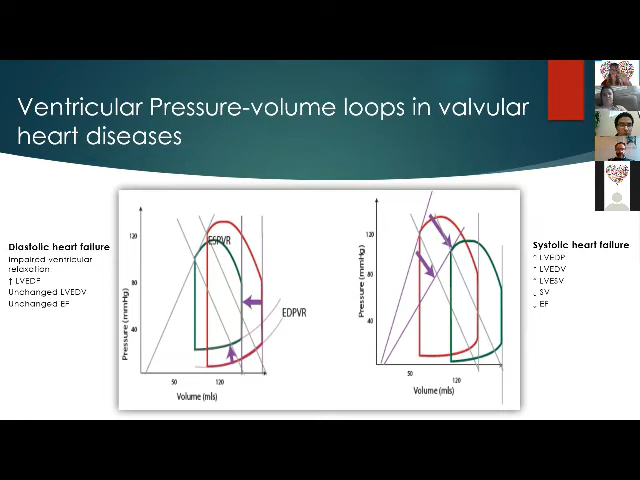 Ventricular Pressure-volume loops in valvular
heart diseases
Diastolic heart failure
Impaired ventricular
relaxation
↑ LVEDP
Unchanged LVEDV
Unchanged EF
120
80
40
Pressure (mmHg)
ESPVR
EDPVR
50
120
Volume (mls)
120
80
40
Pressure (mmHg)
50
120
Volume (mls)
Systolic heart failure
↑ LVEDP
↑ LVEDV
↑ LVESV
↓ SV
↓ EF